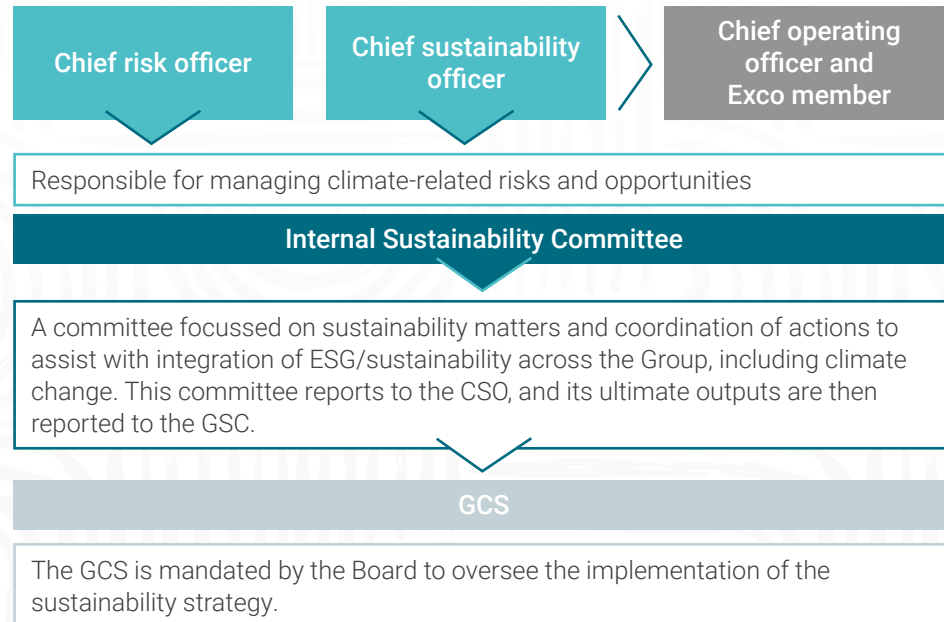 Chief risk officer
Chief sustainability
officer
Chief operating
officer and
Exco member
Responsible for managing climate-related risks and opportunities
Internal Sustainability Committee
A committee focussed on sustainability matters and coordination of actions to
assist with integration of ESG/sustainability across the Group, including climate
change. This committee reports to the CSO, and its ultimate outputs are then
reported to the GSC.
GCS
The GCS is mandated by the Board to oversee the implementation of the
sustainability strategy.